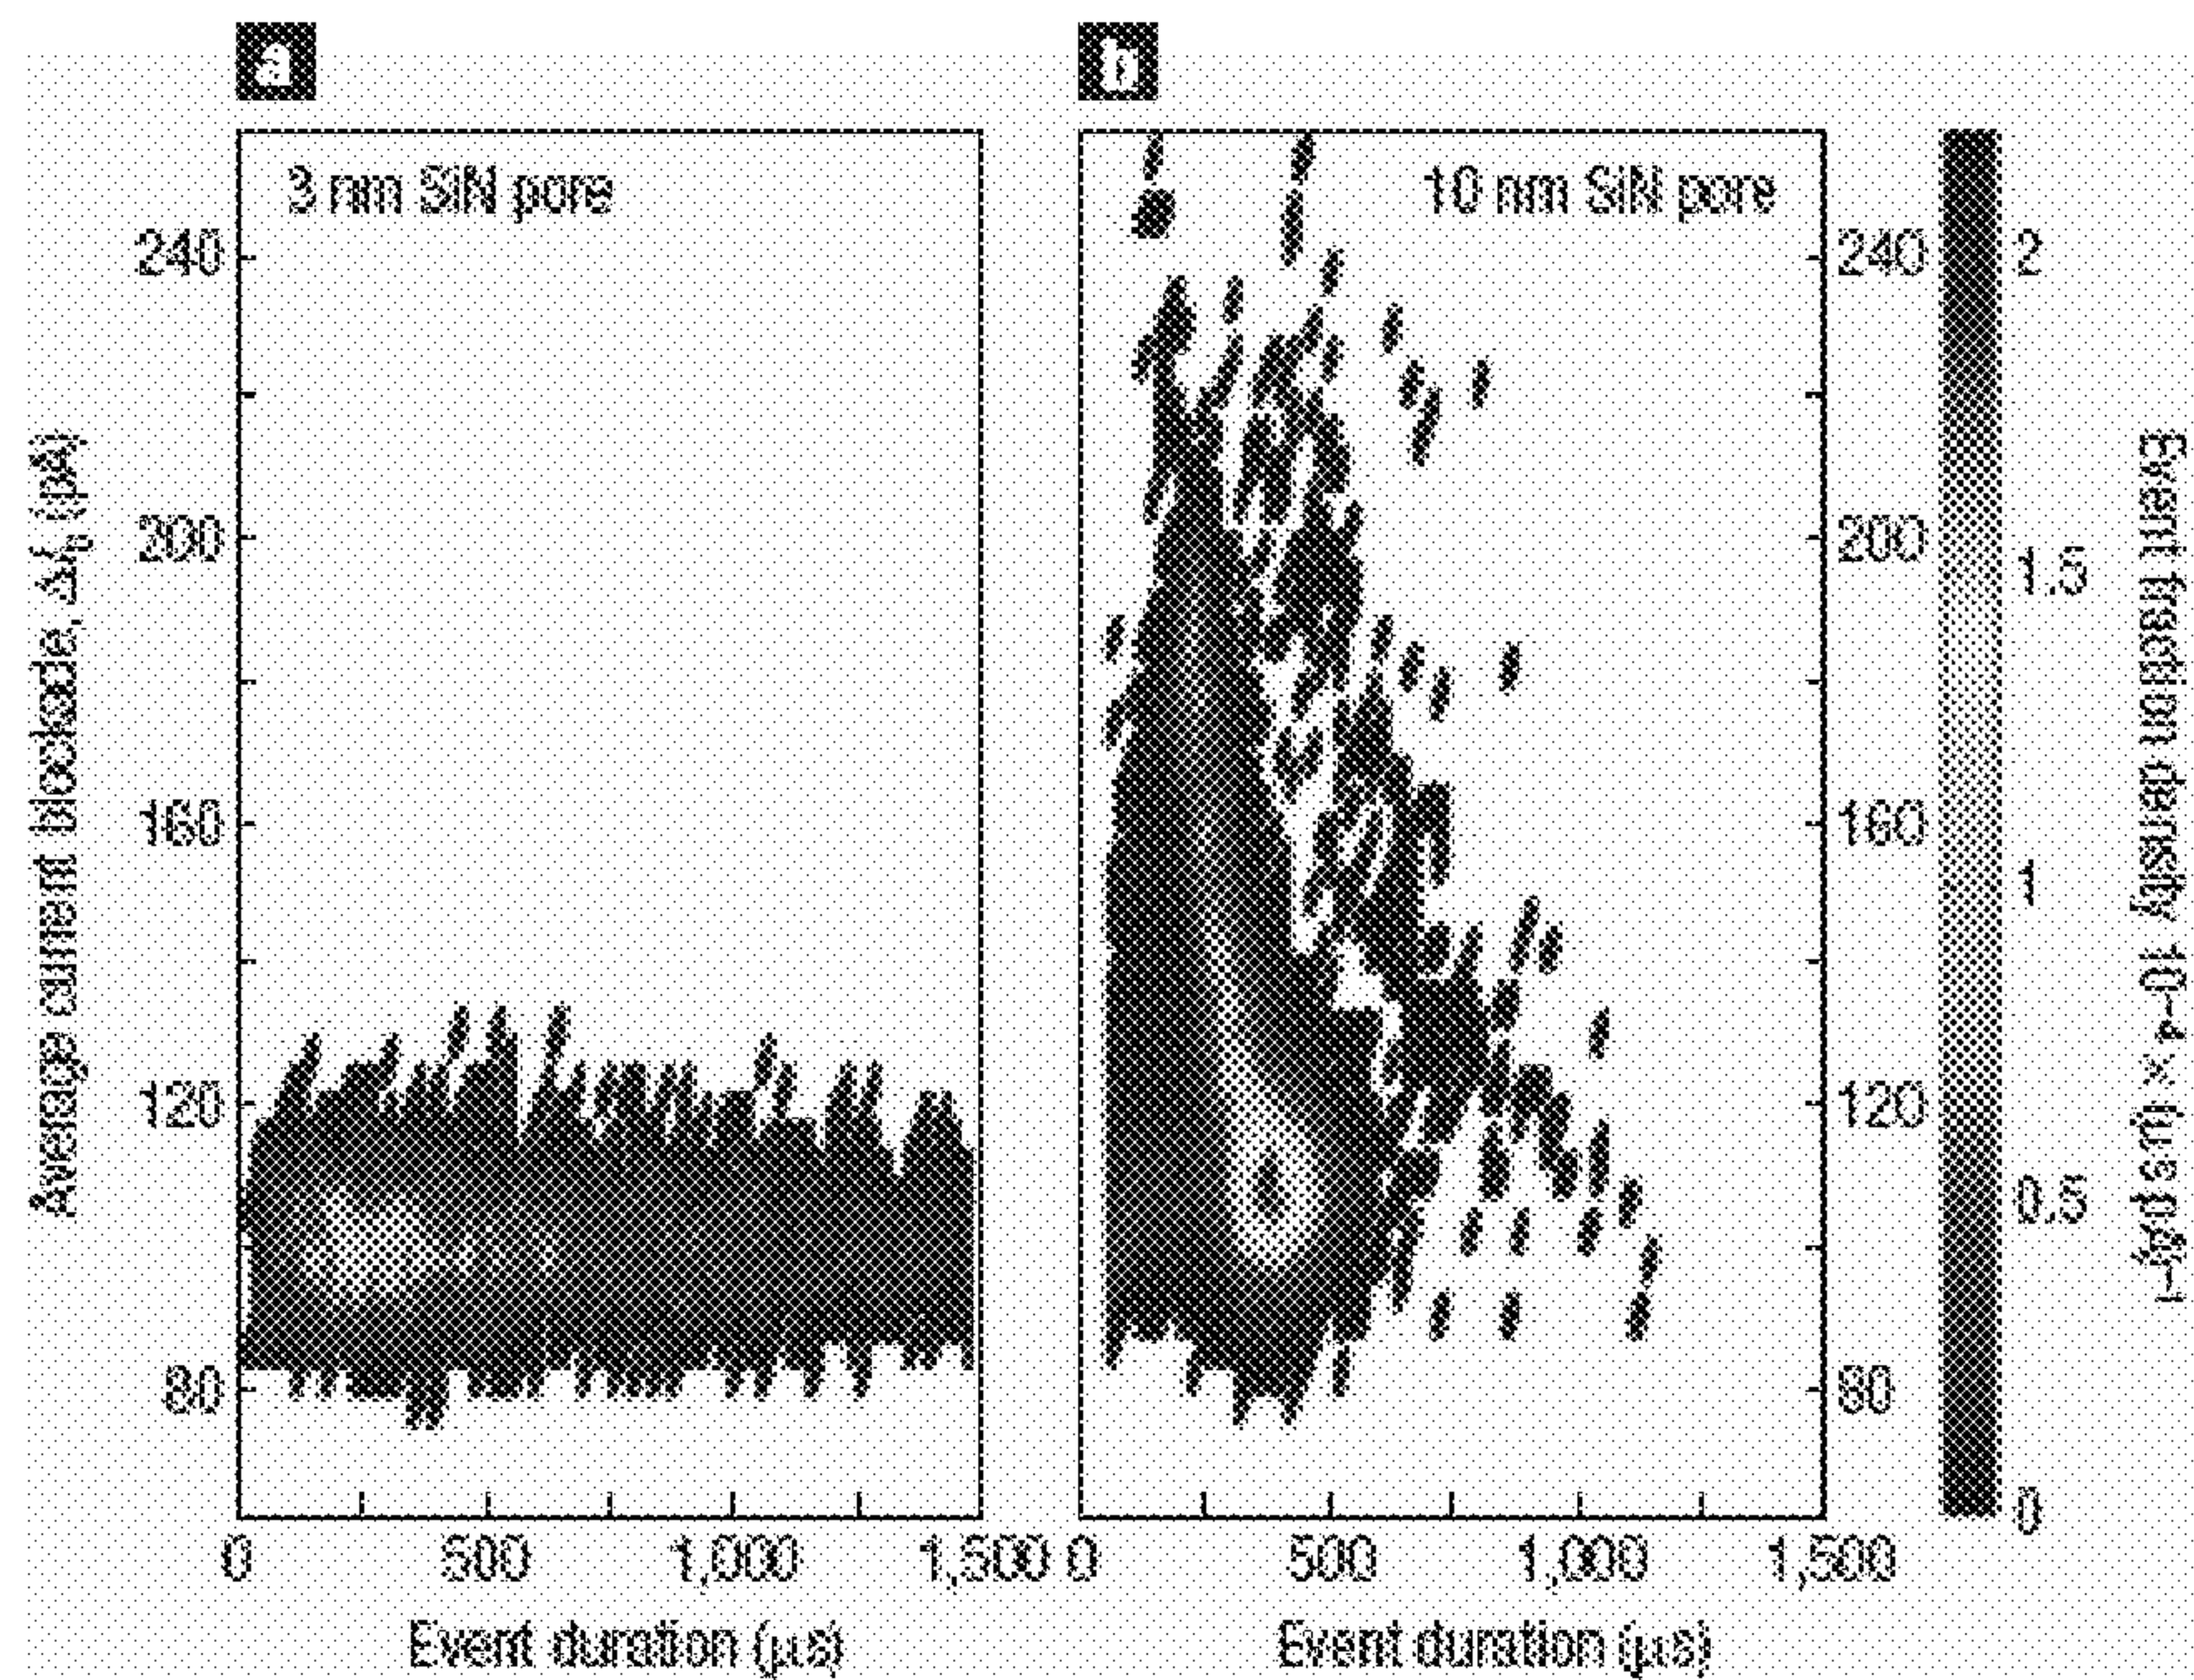 a
b
3 nm SiN pore
10 nm SiN pore
240
200
160
120
80
Average current blockade, ΔIb (pA)
0
500
1,000
1,500
Event duration (μs)
0
500
1,000
1,500
Event duration (μs)
240
200
160
120
80
2
1.5
1
0.5
0
Event fraction density 10⁻⁴ × (μs pA)⁻¹